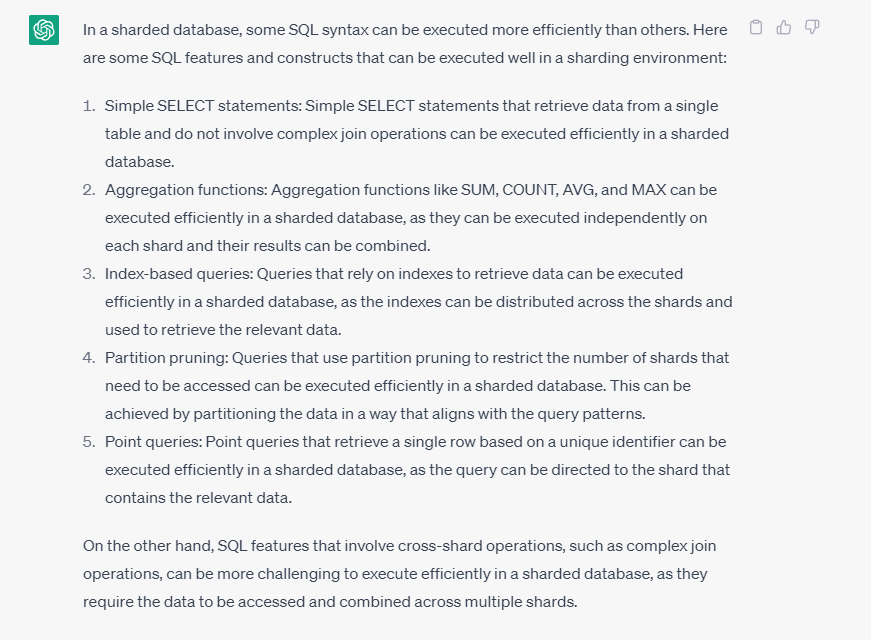 In a sharded database, some SQL syntax can be executed more efficiently than others. Here
are some SQL features and constructs that can be executed well in a sharding environment:
1. Simple SELECT statements: Simple SELECT statements that retrieve data from a single
table and do not involve complex join operations can be executed efficiently in a sharded
database.
2. Aggregation functions: Aggregation functions like SUM, COUNT, AVG, and MAX can be
executed efficiently in a sharded database, as they can be executed independently on
each shard and their results can be combined.
3. Index-based queries: Queries that rely on indexes to retrieve data can be executed
efficiently in a sharded database, as the indexes can be distributed across the shards and
used to retrieve the relevant data.
4. Partition pruning: Queries that use partition pruning to restrict the number of shards that
need to be accessed can be executed efficiently in a sharded database. This can be
achieved by partitioning the data in a way that aligns with the query patterns.
5. Point queries: Point queries that retrieve a single row based on a unique identifier can be
executed efficiently in a sharded database, as the query can be directed to the shard that
contains the relevant data.
On the other hand, SQL features that involve cross-shard operations, such as complex join
operations, can be more challenging to execute efficiently in a sharded database, as they
require the data to be accessed and combined across multiple shards.